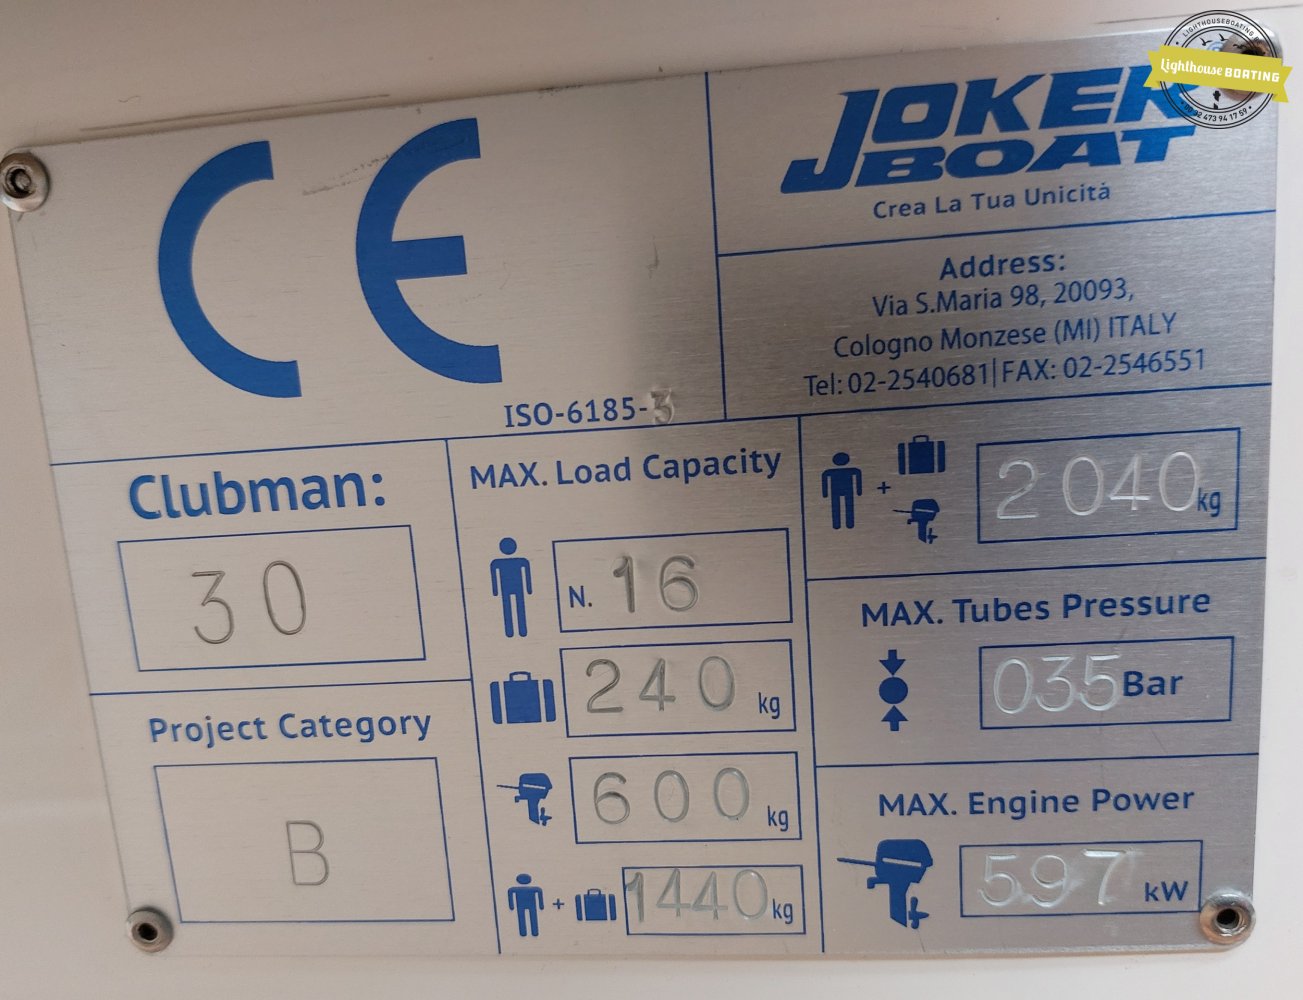 LIGHTHOUSEBOATING
Lighthouse BOATING
CE
JOKER
BOAT
Crea La Tua Unicità
Address:
Via S.Maria 98, 20093,
Cologno Monzese (MI) ITALY
Tel: 02-2540681|FAX: 02-2546551
ISO-6185-3
Clubman:
30
Project Category
B
MAX. Load Capacity
N. 16
240 kg
600 kg
+ 1440 kg
+ 2040 kg
MAX. Tubes Pressure
035 Bar
MAX. Engine Power
597 kW